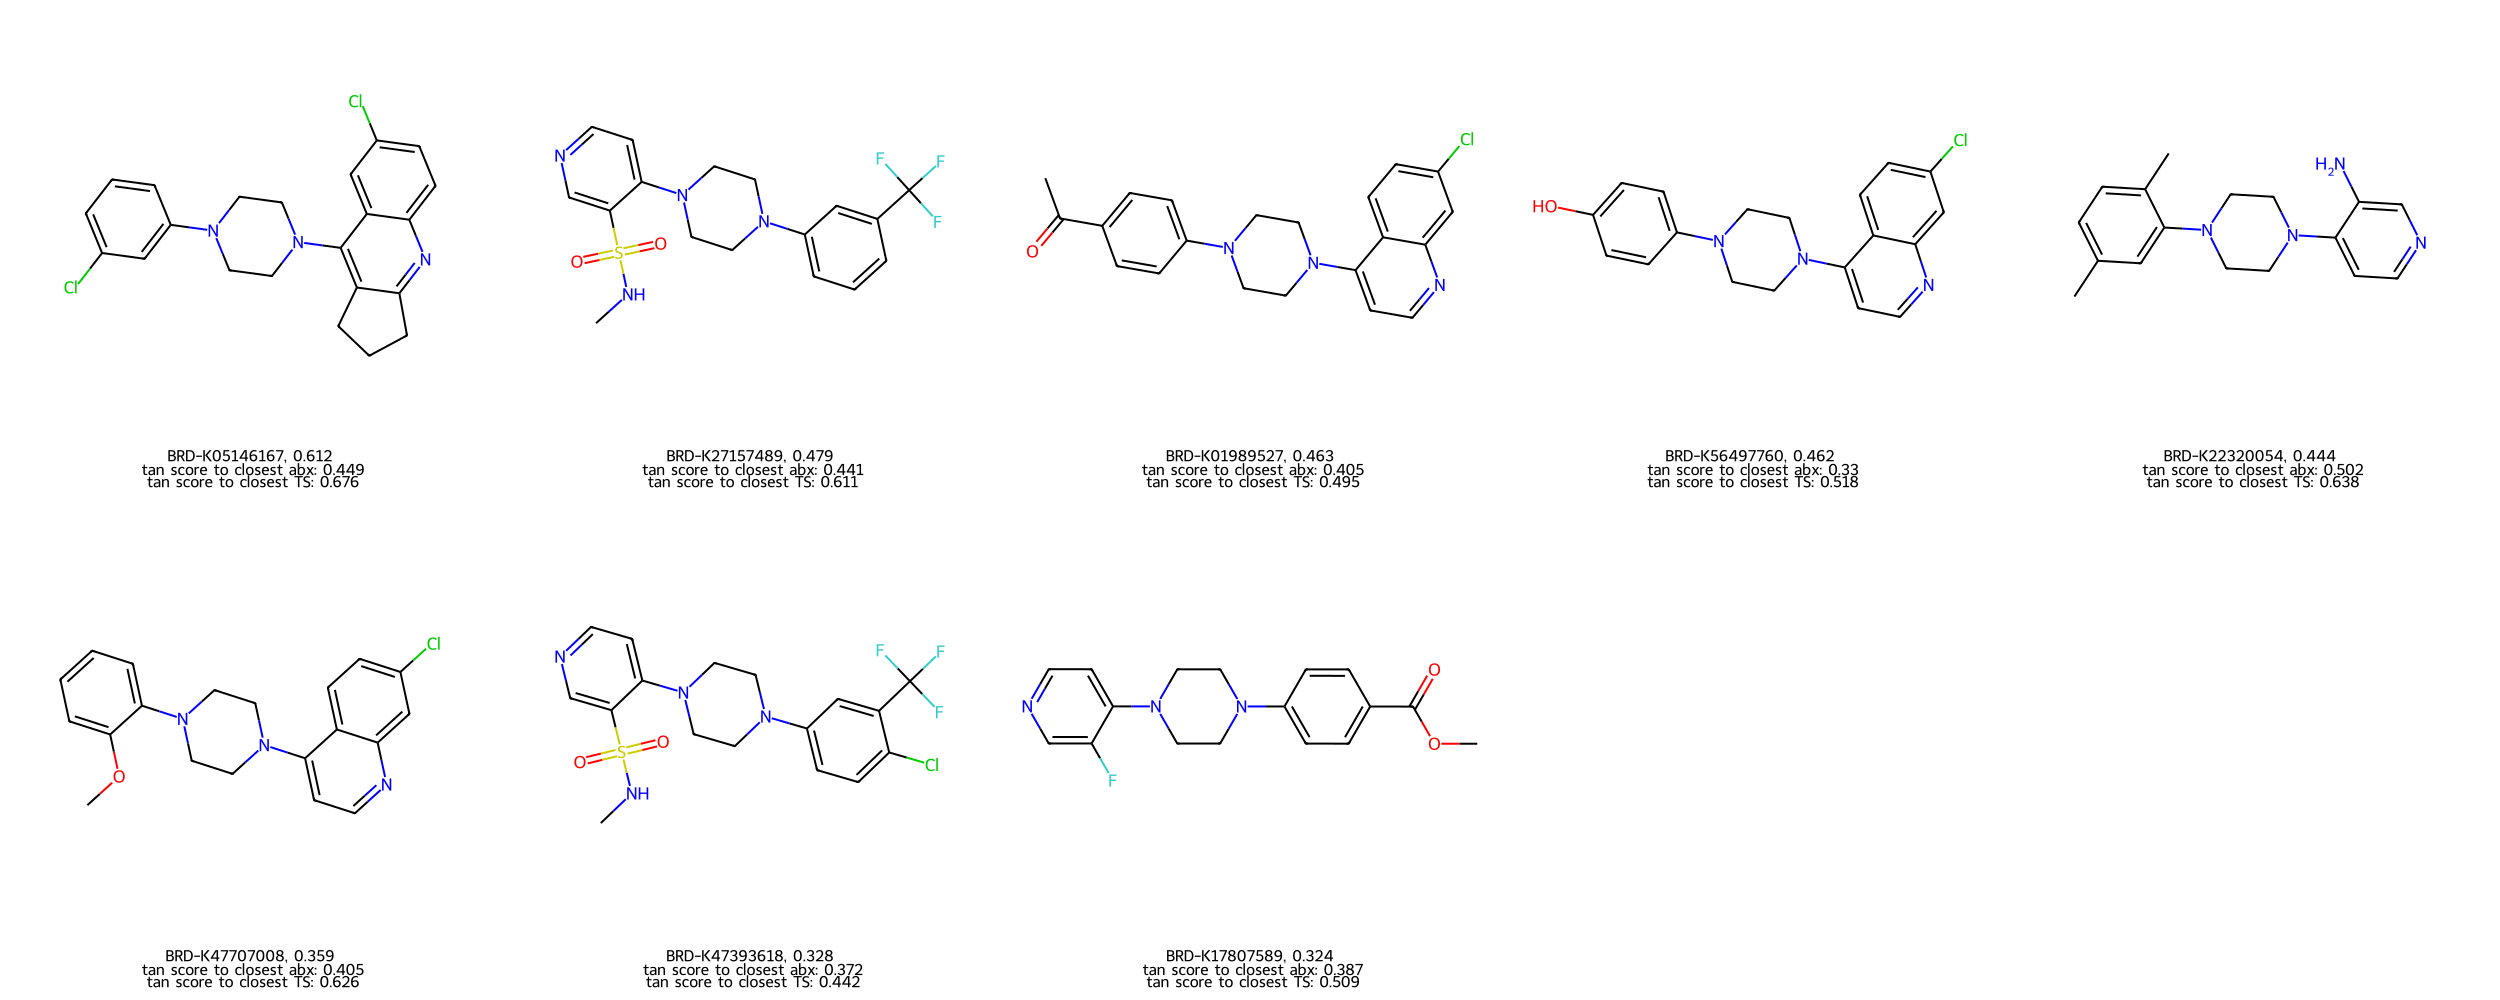 Cl
Cl
N
N
N
N
N
N
S
O
O
NH
F
F
F
O
N
N
N
Cl
HO
N
N
N
Cl
N
N
N
H2N
BRD-K05146167, 0.612
tan score to closest abx: 0.449
tan score to closest TS: 0.676
BRD-K27157489, 0.479
tan score to closest abx: 0.441
tan score to closest TS: 0.611
BRD-K01989527, 0.463
tan score to closest abx: 0.405
tan score to closest TS: 0.495
BRD-K56497760, 0.462
tan score to closest abx: 0.33
tan score to closest TS: 0.518
BRD-K22320054, 0.444
tan score to closest abx: 0.502
tan score to closest TS: 0.638
O
N
N
N
Cl
N
N
N
S
O
O
NH
F
F
F
Cl
N
F
N
N
O
O
BRD-K47707008, 0.359
tan score to closest abx: 0.405
tan score to closest TS: 0.626
BRD-K47393618, 0.328
tan score to closest abx: 0.372
tan score to closest TS: 0.442
BRD-K17807589, 0.324
tan score to closest abx: 0.387
tan score to closest TS: 0.509